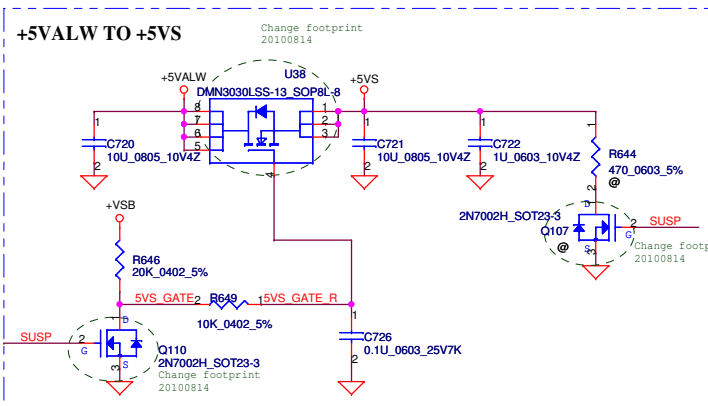 +5VALW TO +5VS
Change footprint
20100814
+5VALW
U38
+5VS
DMN3030LSS-13_SOP8L-8
8
7
6
5
1
2
3
4
1
C720
10U_0805_10V4Z
2
1
C721
10U_0805_10V4Z
2
1
C722
1U_0603_10V4Z
2
1
R644
470_0603_5%
@
2
+VSB
R646
20K_0402_5%
2N7002H_SOT23-3
D
Q107
@
G
S
2
3
SUSP
Change footp
20100814
5VS_GATE
2
R649
1
5VS_GATE_R
10K_0402_5%
1
C726
0.1U_0603_25V7K
2
SUSP
2
G
D
S
3
Q110
2N7002H_SOT23-3
Change footprint
20100814